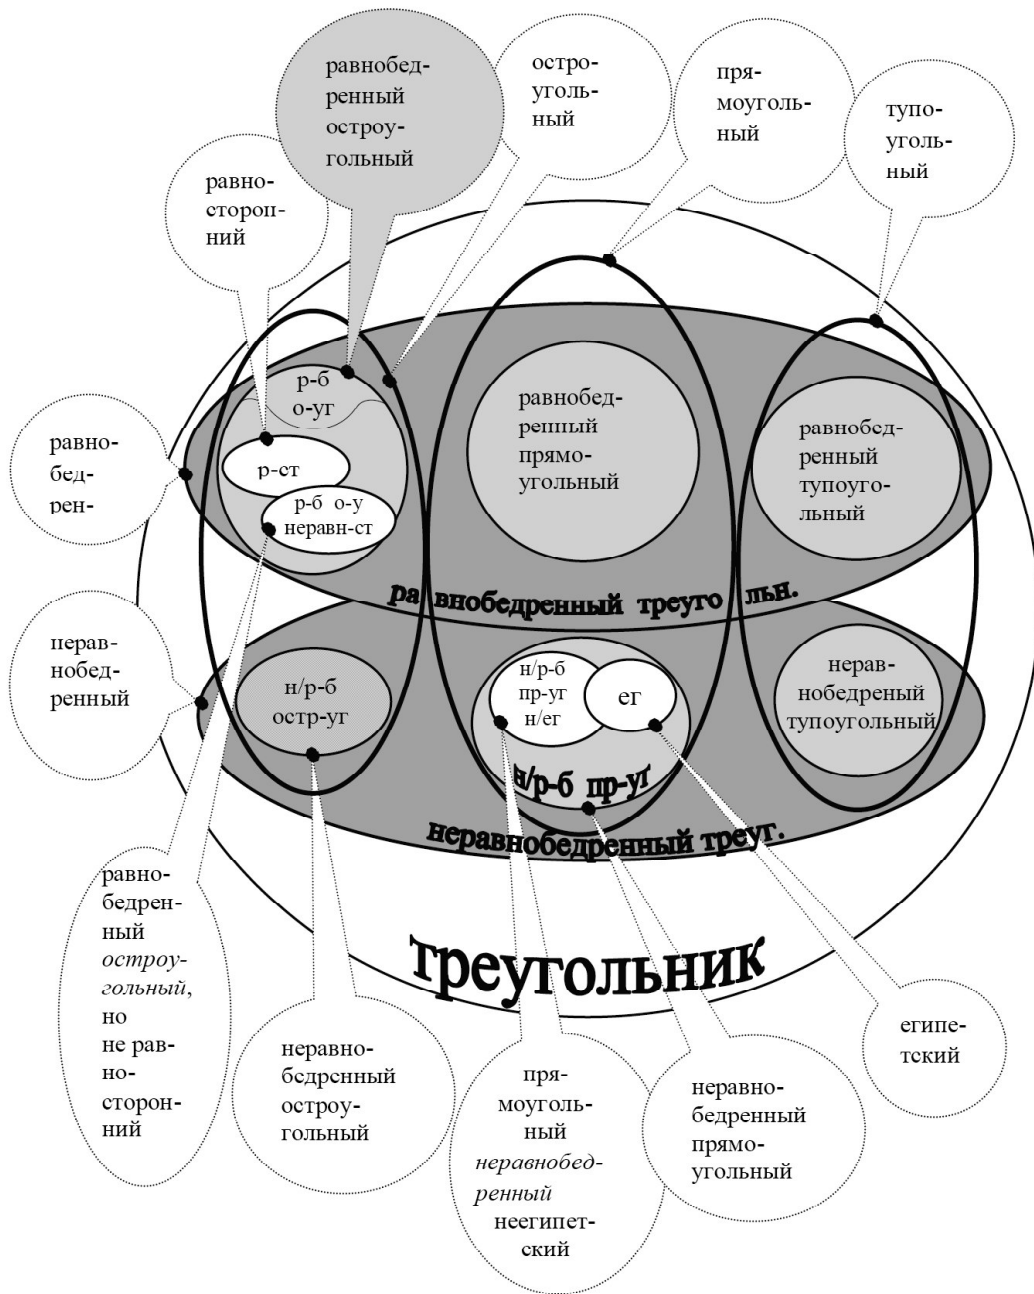 равнобед-
ренный
остроу-
гольный
остро-
уголь-
ный
пря-
моуголь-
ный
тупо-
уголь-
ный
равно-
сторон-
ний
р-б
о-уг
р-ст
р-б о-у
неравн-ст
равнобед-
ренный
прямо-
угольный
равнобед-
ренный
тупоуго-
льный
равно-
бед-
рен-
ра внобедренный треуго льн.
нерав-
нобед-
ренный
н/р-б
остр-уг
н/р-б
пр-уг
н/ег
ег
н/р-б пр-уг
нерав-
нобедреный
тупоугольный
неравнобедренный треуг.
треугольник
равно-
бедрен-
ный
остроу-
гольный,
но
не рав-
но-
сторон-
ний
неравно-
бедренный
остроу-
гольный
пря-
моуголь-
ный
неравнобед-
ренный
неегипет-
ский
неравно-
бедренный
прямо-
угольный
египе-
тский